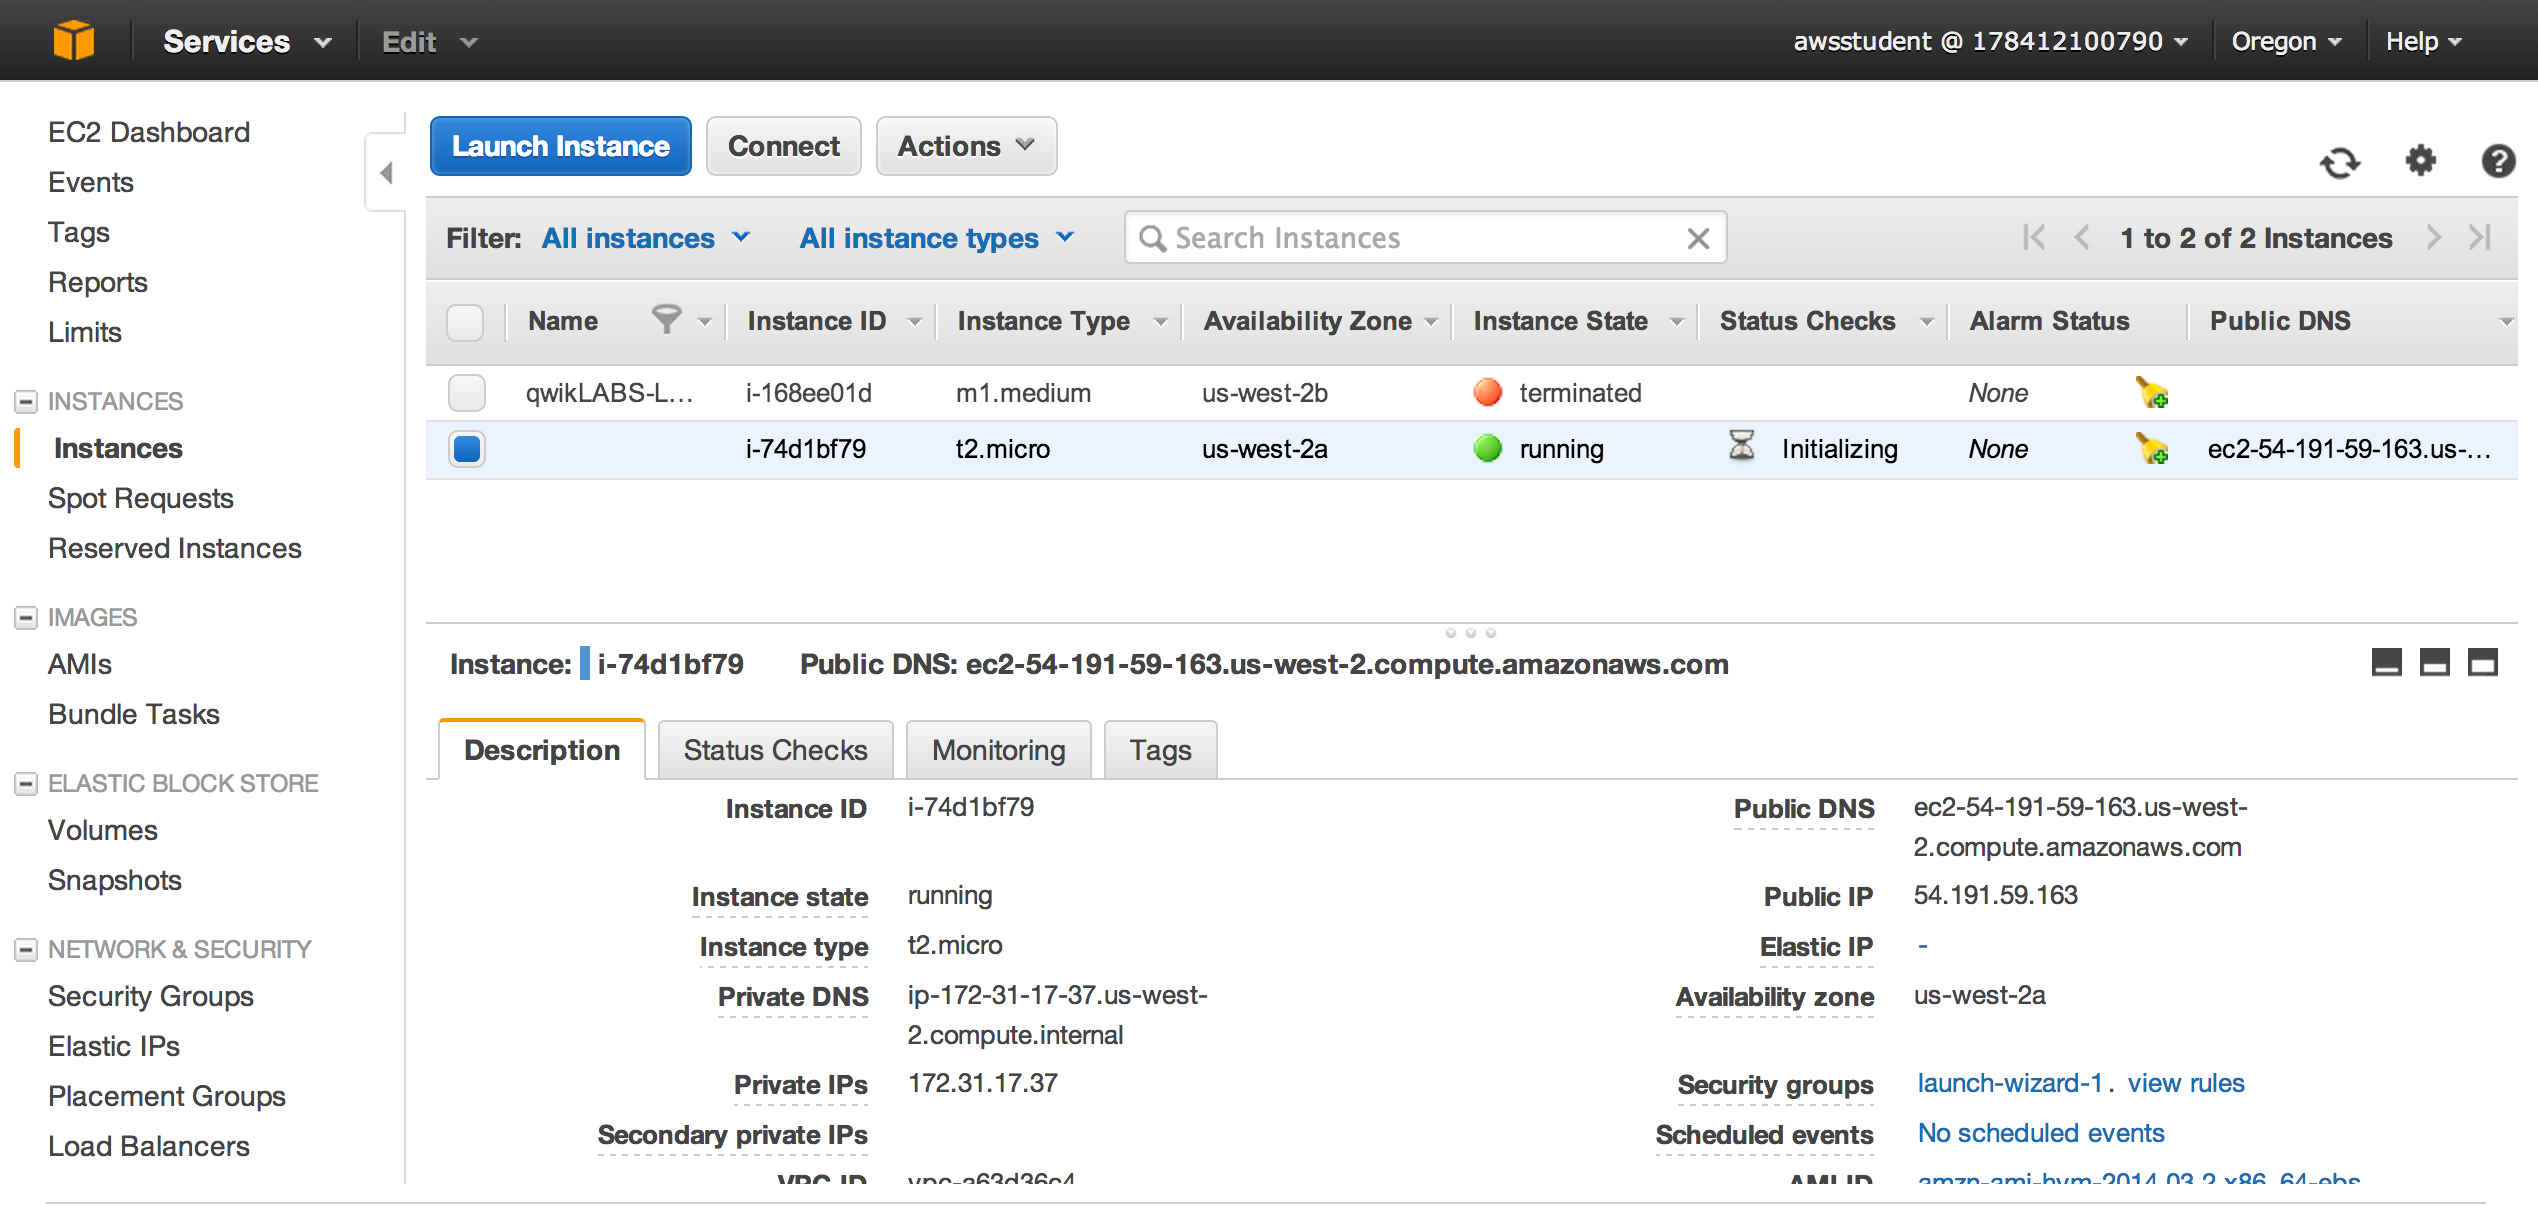 Services Edit awsstudent @ 178412100790 Oregon Help
EC2 Dashboard
Events
Tags
Reports
Limits
INSTANCES
Instances
Spot Requests
Reserved Instances
IMAGES
AMIs
Bundle Tasks
ELASTIC BLOCK STORE
Volumes
Snapshots
NETWORK & SECURITY
Security Groups
Elastic IPs
Placement Groups
Load Balancers
Launch Instance Connect Actions
Filter: All instances All instance types Search Instances 1 to 2 of 2 Instances
Name Instance ID Instance Type Availability Zone Instance State Status Checks Alarm Status Public DNS
qwikLABS-L... i-168ee01d m1.medium us-west-2b terminated None
i-74d1bf79 t2.micro us-west-2a running Initializing None ec2-54-191-59-163.us-...
Instance: i-74d1bf79 Public DNS: ec2-54-191-59-163.us-west-2.compute.amazonaws.com
Description Status Checks Monitoring Tags
Instance ID i-74d1bf79 Public DNS ec2-54-191-59-163.us-west-
2.compute.amazonaws.com
Instance state running Public IP 54.191.59.163
Instance type t2.micro Elastic IP -
Private DNS ip-172-31-17-37.us-west- Availability zone us-west-2a
2.compute.internal
Private IPs 172.31.17.37 Security groups launch-wizard-1. view rules
Secondary private IPs Scheduled events No scheduled events
VPC ID vpc-a63d36c4 AMI ID amzn-ami-hvm-2014.03.2.x86_64-ebs